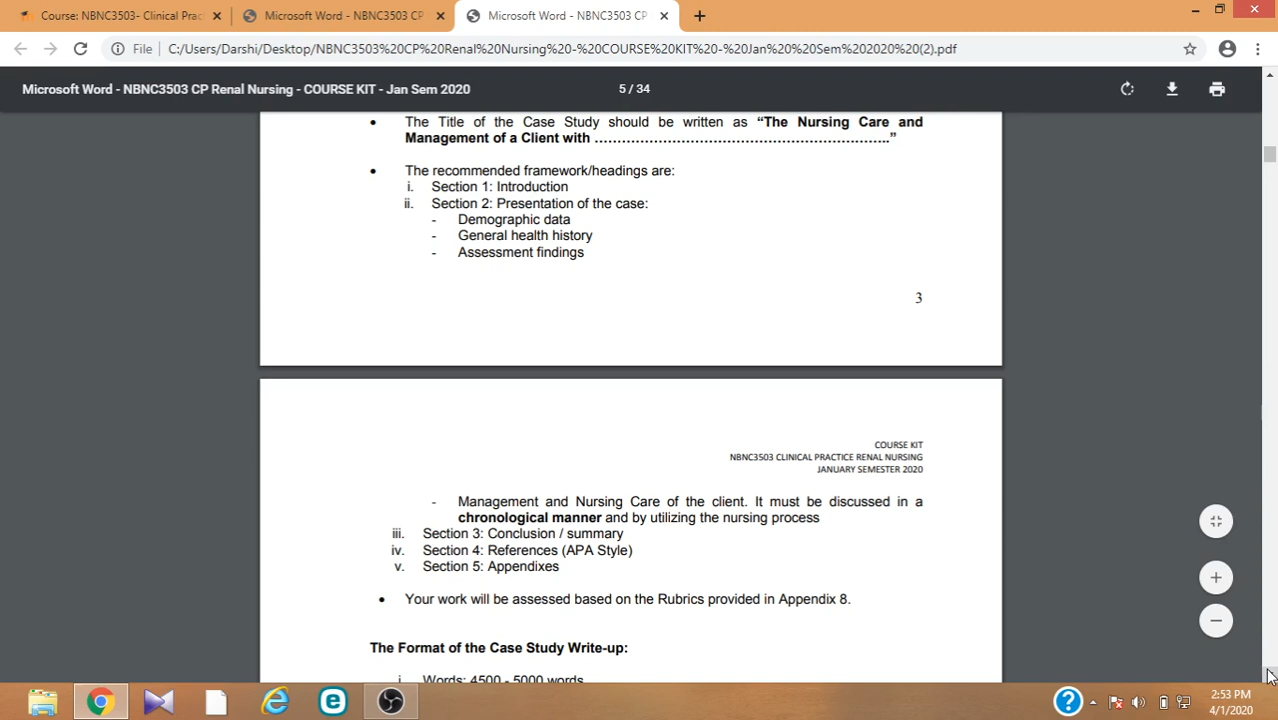 Course: NBNC3503- Clinical Prac
Microsoft Word - NBNC3503 CP
Microsoft Word - NBNC3503 CP
File
C:/Users/Darshi/Desktop/NBNC3503%20CP%20Renal%20Nursing%20-%20COURSE%20KIT%20-%20Jan%20%20Sem%202020%20(2).pdf
Microsoft Word - NBNC3503 CP Renal Nursing - COURSE KIT - Jan Sem 2020
5 / 34
• The Title of the Case Study should be written as “The Nursing Care and
Management of a Client with ……………………………………………………..”
• The recommended framework/headings are:
i. Section 1: Introduction
ii. Section 2: Presentation of the case:
- Demographic data
- General health history
- Assessment findings
3
COURSE KIT
NBNC3503 CLINICAL PRACTICE RENAL NURSING
JANUARY SEMESTER 2020
- Management and Nursing Care of the client. It must be discussed in a
chronological manner and by utilizing the nursing process
iii. Section 3: Conclusion / summary
iv. Section 4: References (APA Style)
v. Section 5: Appendixes
• Your work will be assessed based on the Rubrics provided in Appendix 8.
The Format of the Case Study Write-up:
i. Words: 4500 - 5000 words
2:53 PM
4/1/2020